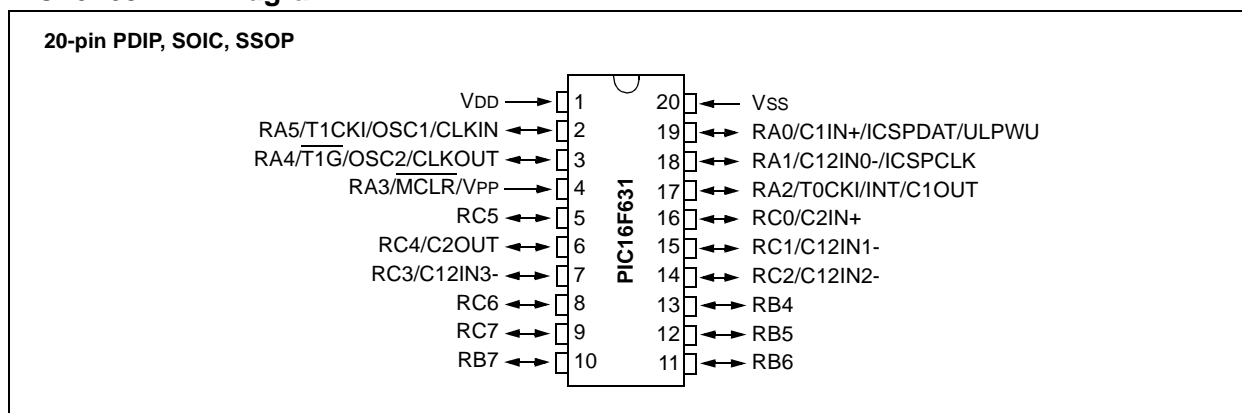 20-pin PDIP, SOIC, SSOP
VDD 1 20 VSS
RA5/T1CKI/OSC1/CLKIN 2 19 RA0/C1IN+/ICSPDAT/ULPWU
RA4/T1G/OSC2/CLKOUT 3 18 RA1/C12IN0-/ICSPCLK
RA3/MCLR/VPP 4 17 RA2/T0CKI/INT/C1OUT
RC5 5 16 RC0/C2IN+
RC4/C2OUT 6 15 RC1/C12IN1-
RC3/C12IN3- 7 14 RC2/C12IN2-
RC6 8 13 RB4
RC7 9 12 RB5
RB7 10 11 RB6
PIC16F631